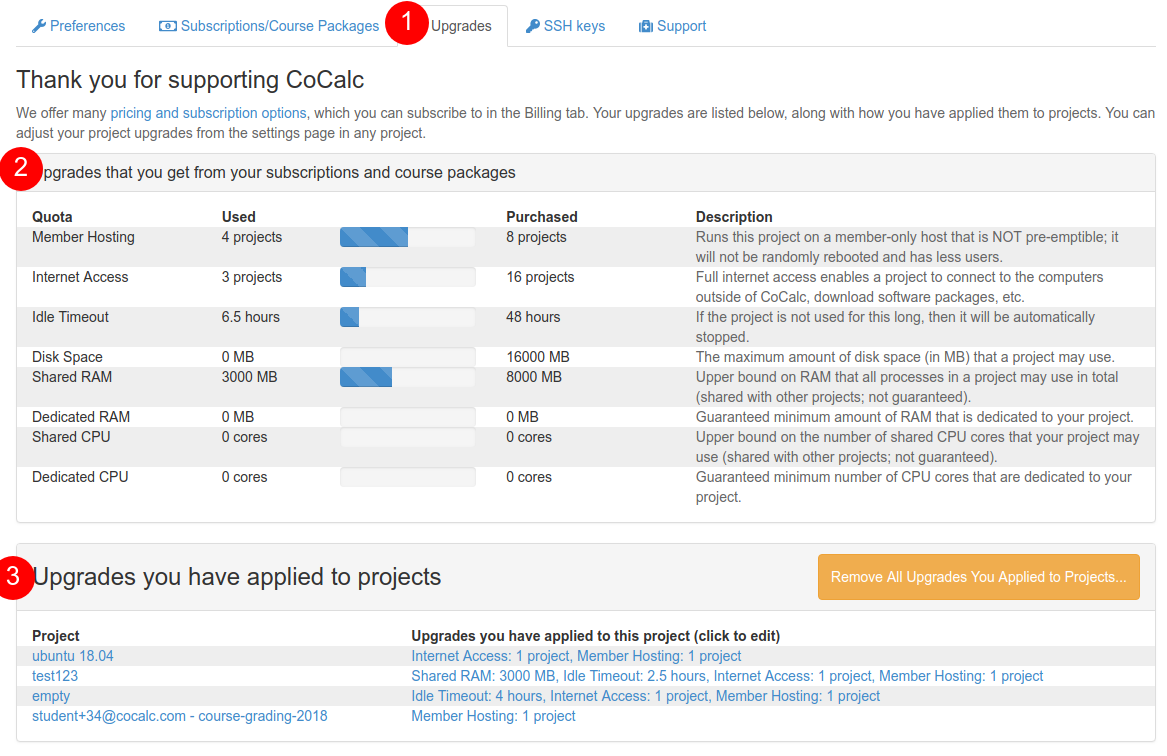 Preferences Subscriptions/Course Packages 1 Upgrades SSH keys Support
Thank you for supporting CoCalc
We offer many pricing and subscription options, which you can subscribe to in the Billing tab. Your upgrades are listed below, along with how you have applied them to projects. You can
adjust your project upgrades from the settings page in any project.
2 pgrades that you get from your subscriptions and course packages
Quota Used Purchased Description
Member Hosting 4 projects 8 projects Runs this project on a member-only host that is NOT pre-emptible; it
will not be randomly rebooted and has less users.
Internet Access 3 projects 16 projects Full internet access enables a project to connect to the computers
outside of CoCalc, download software packages, etc.
Idle Timeout 6.5 hours 48 hours If the project is not used for this long, then it will be automatically
stopped.
Disk Space 0 MB 16000 MB The maximum amount of disk space (in MB) that a project may use.
Shared RAM 3000 MB 8000 MB Upper bound on RAM that all processes in a project may use in total
(shared with other projects; not guaranteed).
Dedicated RAM 0 MB 0 MB Guaranteed minimum amount of RAM that is dedicated to your project.
Shared CPU 0 cores 0 cores Upper bound on the number of shared CPU cores that your project may
use (shared with other projects; not guaranteed).
Dedicated CPU 0 cores 0 cores Guaranteed minimum number of CPU cores that are dedicated to your
project.
3 Upgrades you have applied to projects Remove All Upgrades You Applied to Projects...
Project Upgrades you have applied to this project (click to edit)
ubuntu 18.04 Internet Access: 1 project, Member Hosting: 1 project
test123 Shared RAM: 3000 MB, Idle Timeout: 2.5 hours, Internet Access: 1 project, Member Hosting: 1 project
empty Idle Timeout: 4 hours, Internet Access: 1 project, Member Hosting: 1 project
student+34@cocalc.com - course-grading-2018 Member Hosting: 1 project